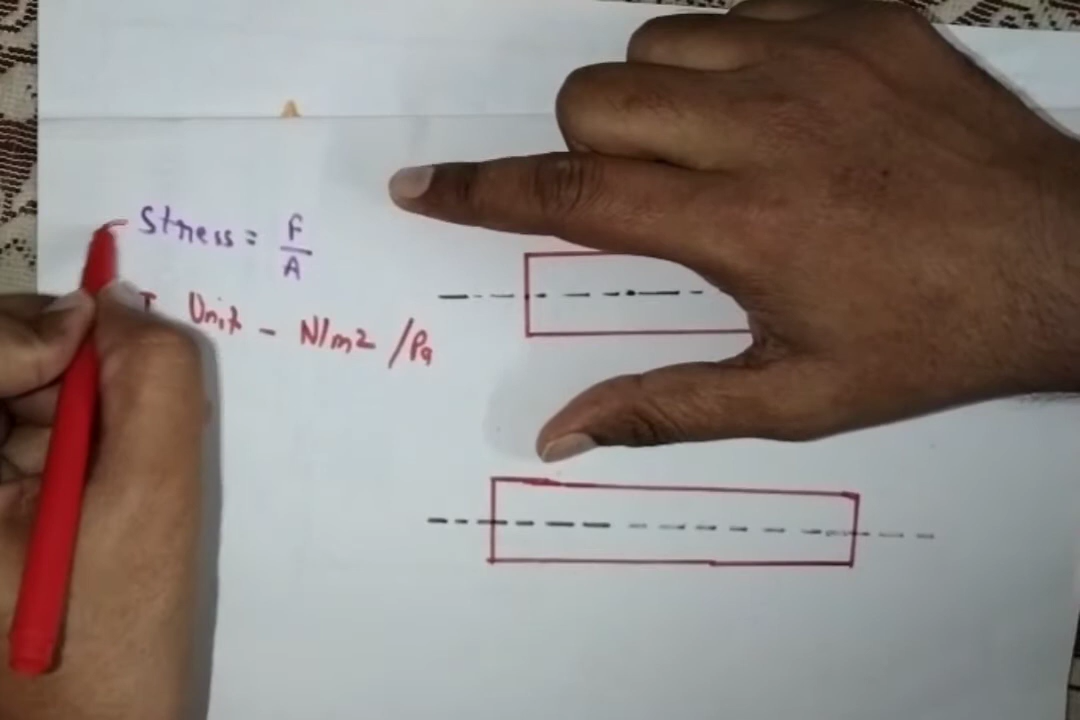 Stress = F/A
Unit - N/m2 /Pa